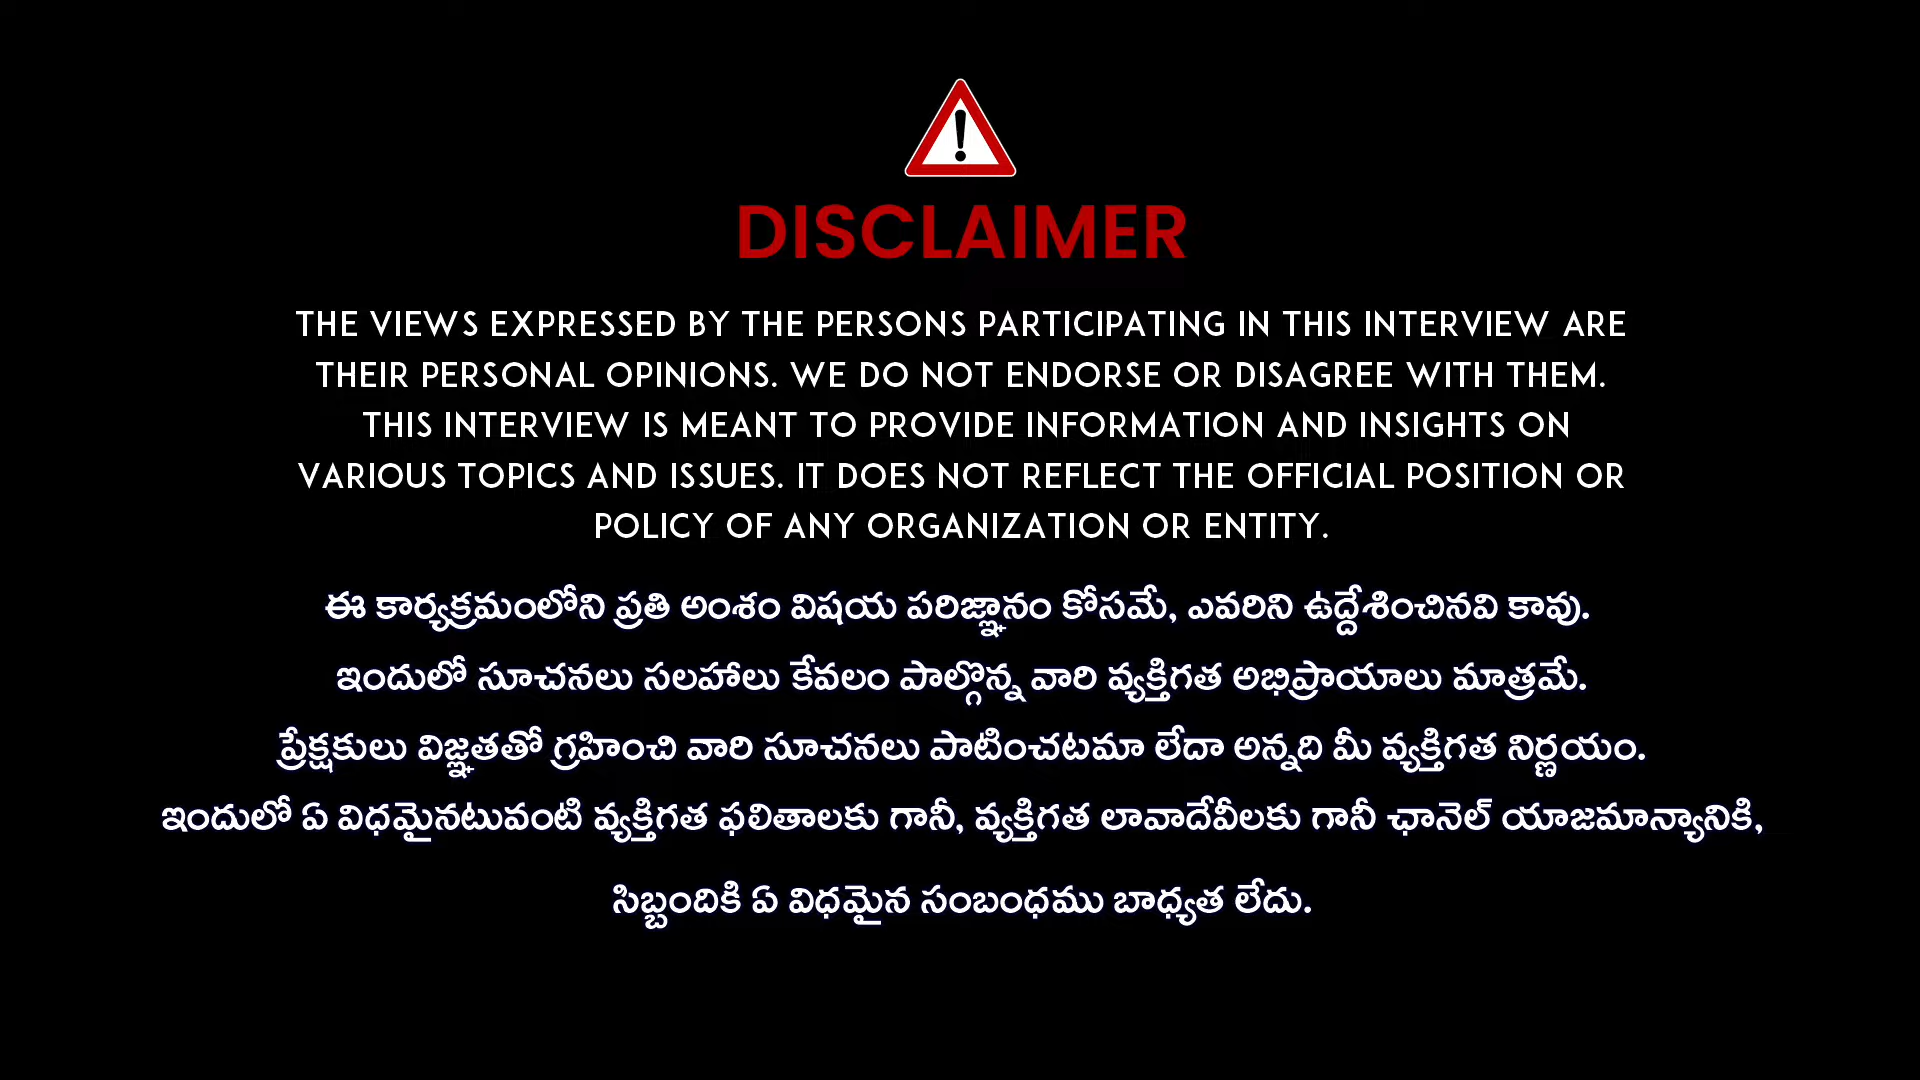 DISCLAIMER
THE VIEWS EXPRESSED BY THE PERSONS PARTICIPATING IN THIS INTERVIEW ARE
THEIR PERSONAL OPINIONS. WE DO NOT ENDORSE OR DISAGREE WITH THEM.
THIS INTERVIEW IS MEANT TO PROVIDE INFORMATION AND INSIGHTS ON
VARIOUS TOPICS AND ISSUES. IT DOES NOT REFLECT THE OFFICIAL POSITION OR
POLICY OF ANY ORGANIZATION OR ENTITY.
ఈ కార్యక్రమంలోని ప్రతి అంశం విషయ పరిజ్ఞానం కోసమే, ఎవరిని ఉద్దేశించినవి కావు.
ఇందులో సూచనలు సలహాలు కేవలం పాల్గొన్న వారి వ్యక్తిగత అభిప్రాయాలు మాత్రమే.
ప్రేక్షకులు విజ్ఞతతో గ్రహించి వారి సూచనలు పాటించటమా లేదా అన్నది మీ వ్యక్తిగత నిర్ణయం.
ఇందులో ఏ విధమైనటువంటి వ్యక్తిగత ఫలితాలకు గానీ, వ్యక్తిగత లావాదేవీలకు గానీ ఛానెల్ యాజమాన్యానికి,
సిబ్బందికి ఏ విధమైన సంబంధము బాధ్యత లేదు.